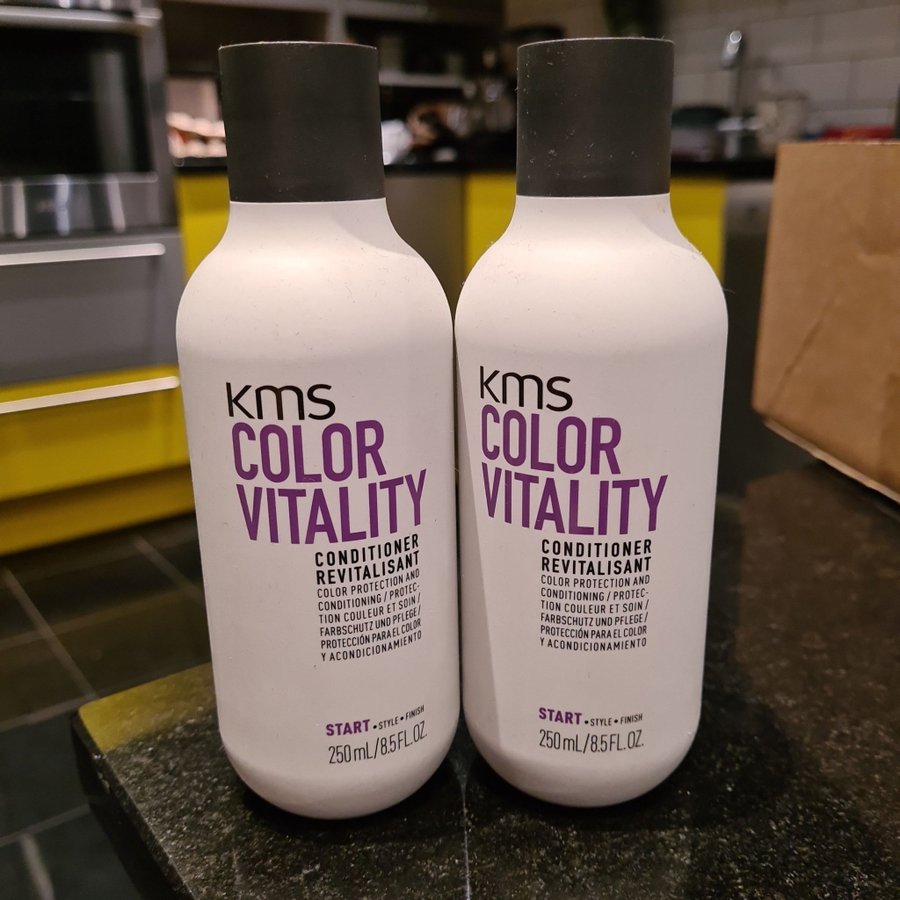 KMS
COLOR
VITALITY
CONDITIONER
REVITALISANT
COLOR PROTECTION AND
CONDITIONING / PROTEC-
TION COULEUR ET SOIN /
FARBSCHUTZ UND PFLEGE /
PROTECCIÓN PARA EL COLOR
Y ACONDICIONAMIENTO
START • STYLE • FINISH
250 mL/8.5 FL.OZ.
KMS
COLOR
VITALITY
CONDITIONER
REVITALISANT
COLOR PROTECTION AND
CONDITIONING / PROTEC-
TION COULEUR ET SOIN /
FARBSCHUTZ UND PFLEGE /
PROTECCIÓN PARA EL COLOR
Y ACONDICIONAMIENTO
START • STYLE • FINISH
250 mL/8.5 FL.OZ.